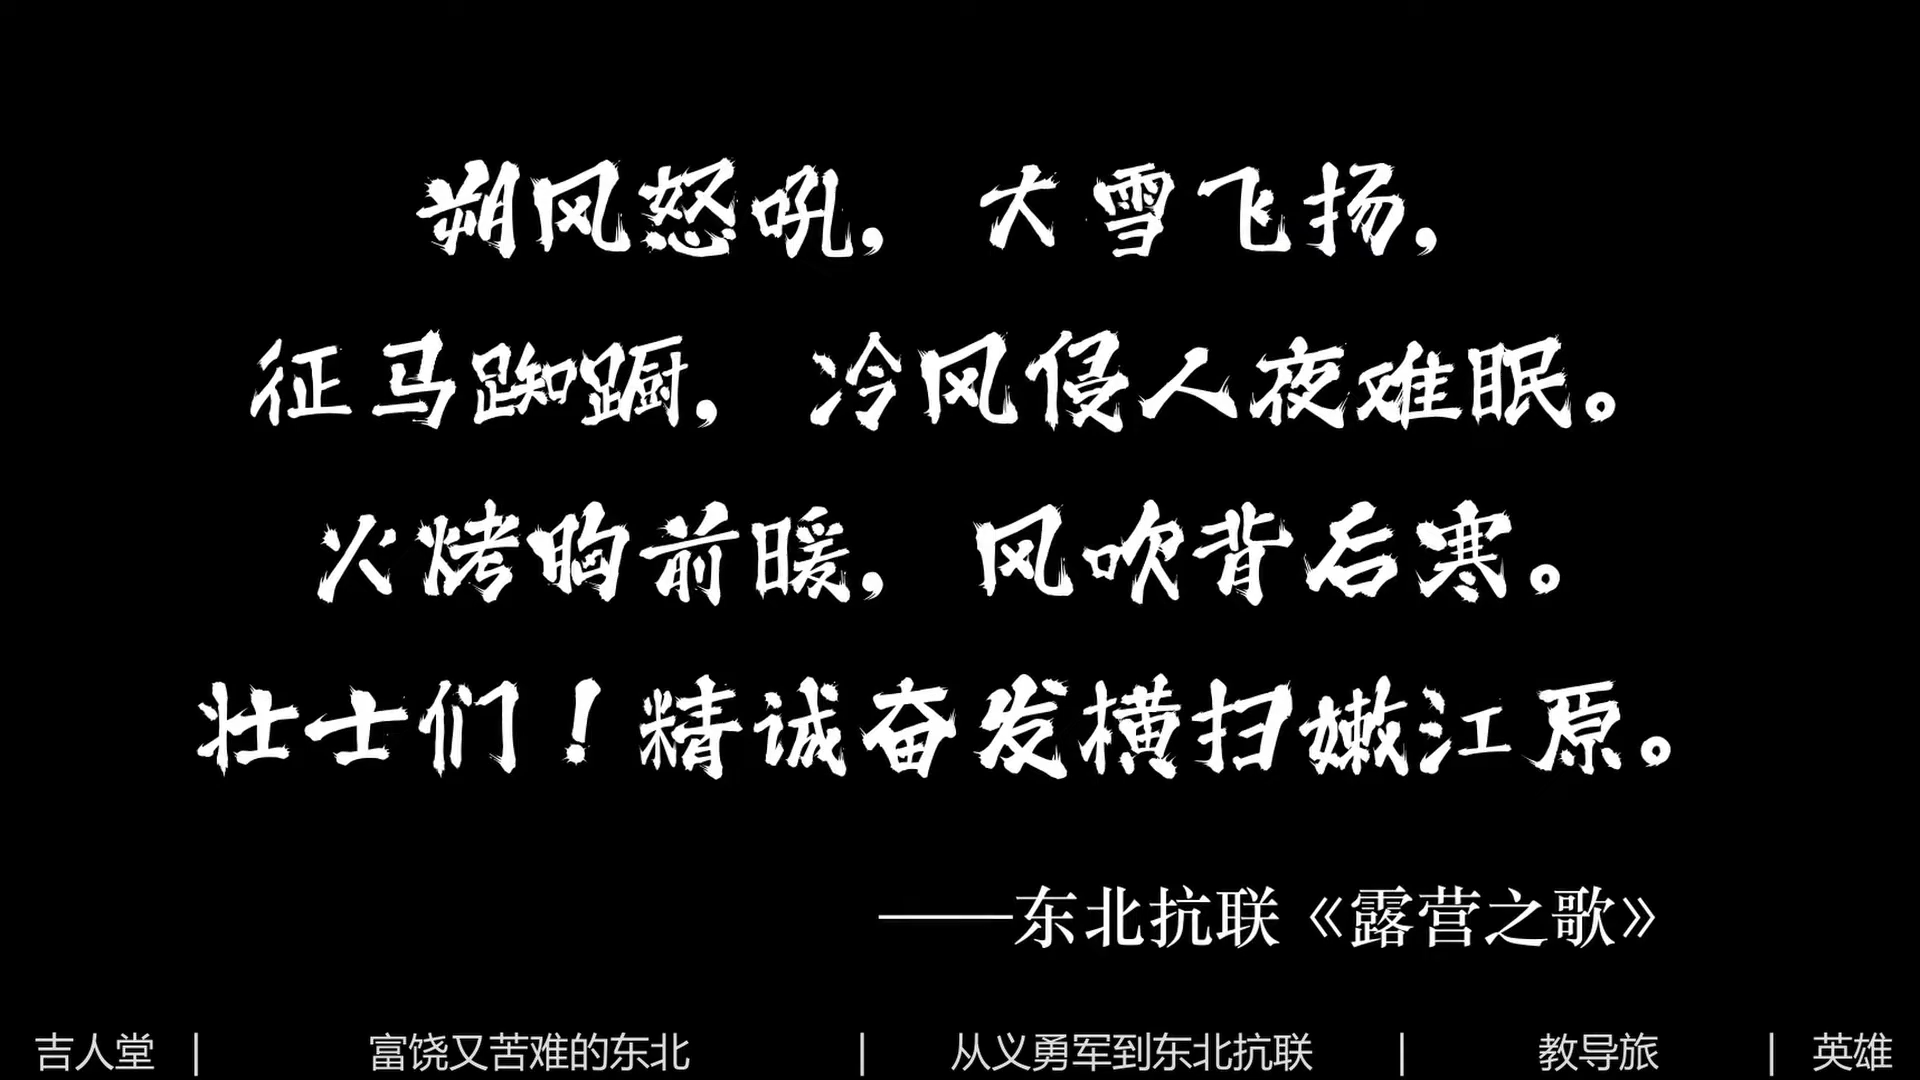 朔风怒吼，大雪飞扬，
征马踟蹰，冷风侵人夜难眠。
火烤胸前暖，风吹背后寒。
壮士们！精诚奋发横扫嫩江原。
——东北抗联《露营之歌》
吉人堂 | 富饶又苦难的东北 | 从义勇军到东北抗联 | 教导旅 | 英雄